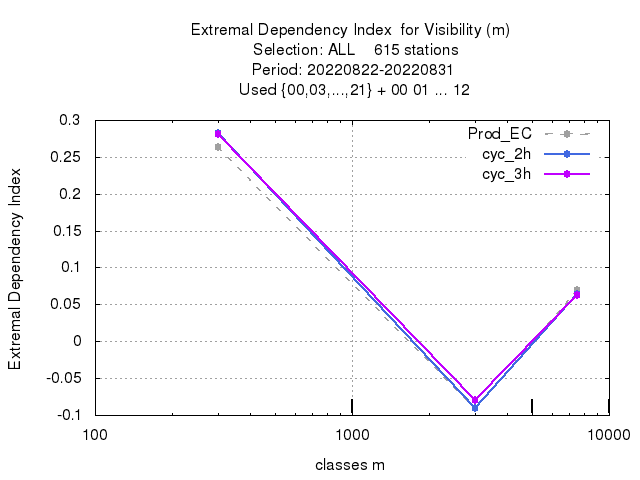 Extremal Dependency Index  for Visibility (m)
Selection: ALL    615 stations
Period: 20220822-20220831
Used {00,03,...,21} + 00 01 ... 12
Extremal Dependency Index
0.3
0.25
0.2
0.15
0.1
0.05
0
-0.05
-0.1
Prod_EC
cyc_2h
cyc_3h
100
1000
10000
classes m